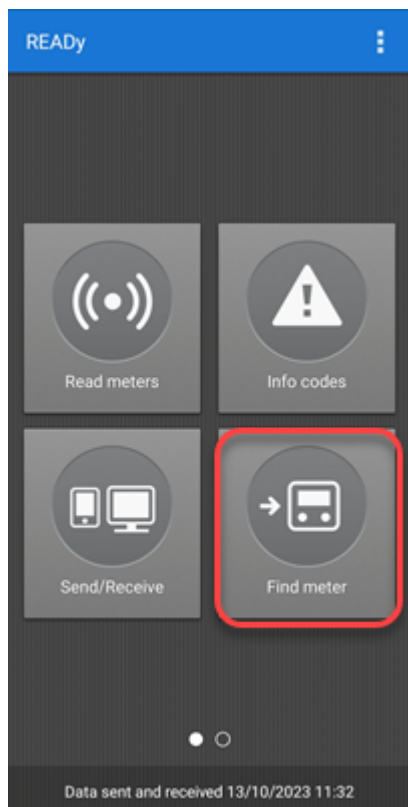 READy
Read meters
Info codes
Send/Receive
Find meter
Data sent and received 13/10/2023 11:32